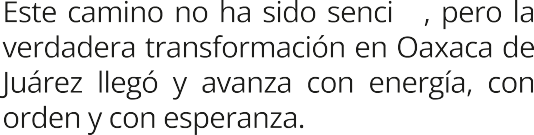 Este camino no ha sido senci , pero la
verdadera transformación en Oaxaca de
Juárez llegó y avanza con energía, con
orden y con esperanza.